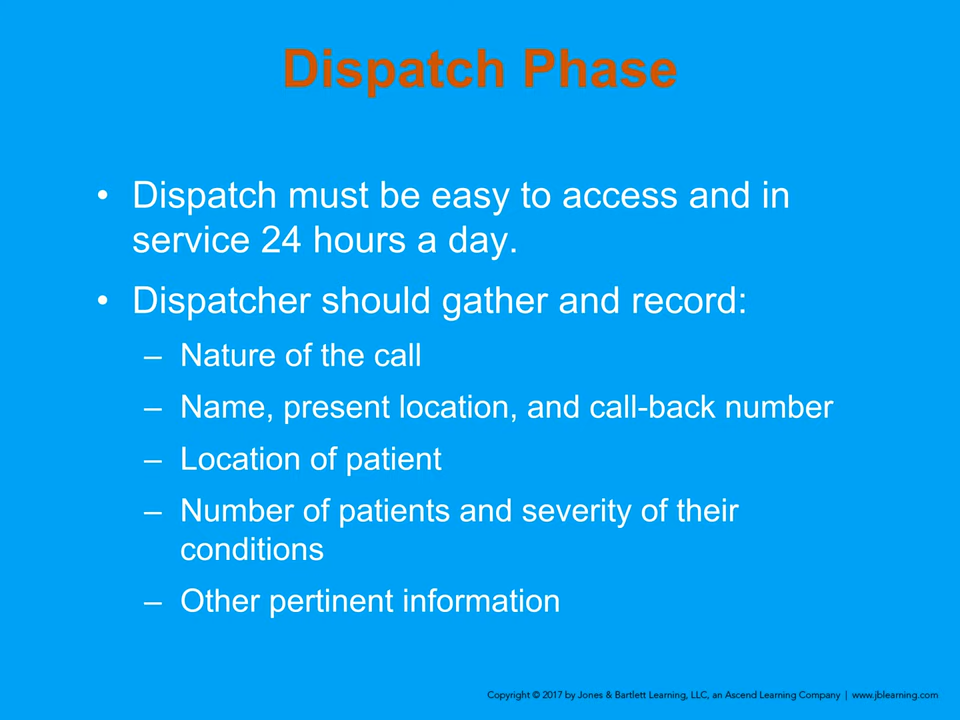 Dispatch Phase
• Dispatch must be easy to access and in
service 24 hours a day.
• Dispatcher should gather and record:
– Nature of the call
– Name, present location, and call-back number
– Location of patient
– Number of patients and severity of their
conditions
– Other pertinent information
Copyright © 2017 by Jones & Bartlett Learning, LLC, an Ascend Learning Company | www.jblearning.com